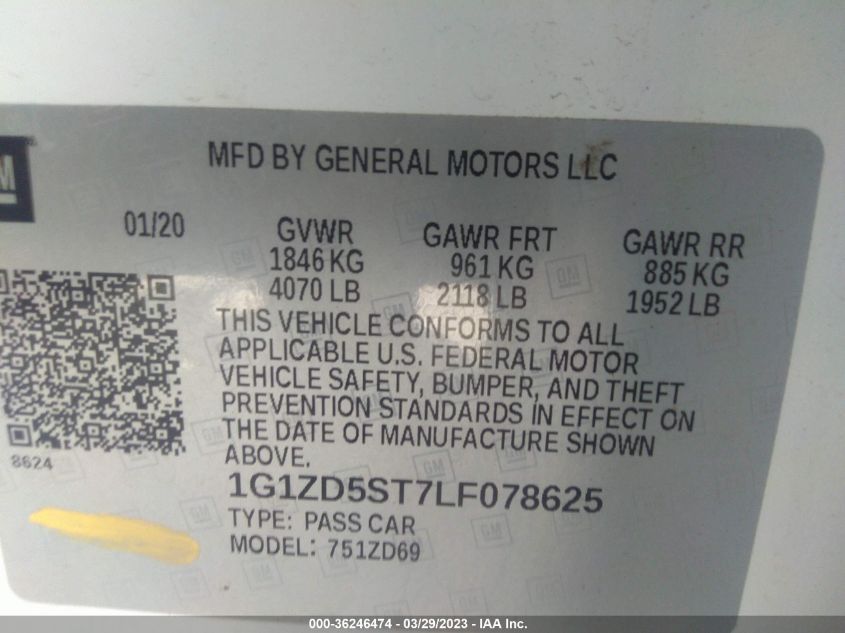 MFD BY GENERAL MOTORS LLC
GM
01/20
GVWR
1846 KG
4070 LB
GAWR FRT
961 KG
2118 LB
GAWR RR
885 KG
1952 LB
THIS VEHICLE CONFORMS TO ALL
APPLICABLE U.S. FEDERAL MOTOR
VEHICLE SAFETY, BUMPER, AND THEFT
PREVENTION STANDARDS IN EFFECT ON
THE DATE OF MANUFACTURE SHOWN
ABOVE.
8624
1G1ZD5ST7LF078625
TYPE: PASS CAR
MODEL: 751ZD69
000-36246474 - 03/29/2023 - IAA Inc.